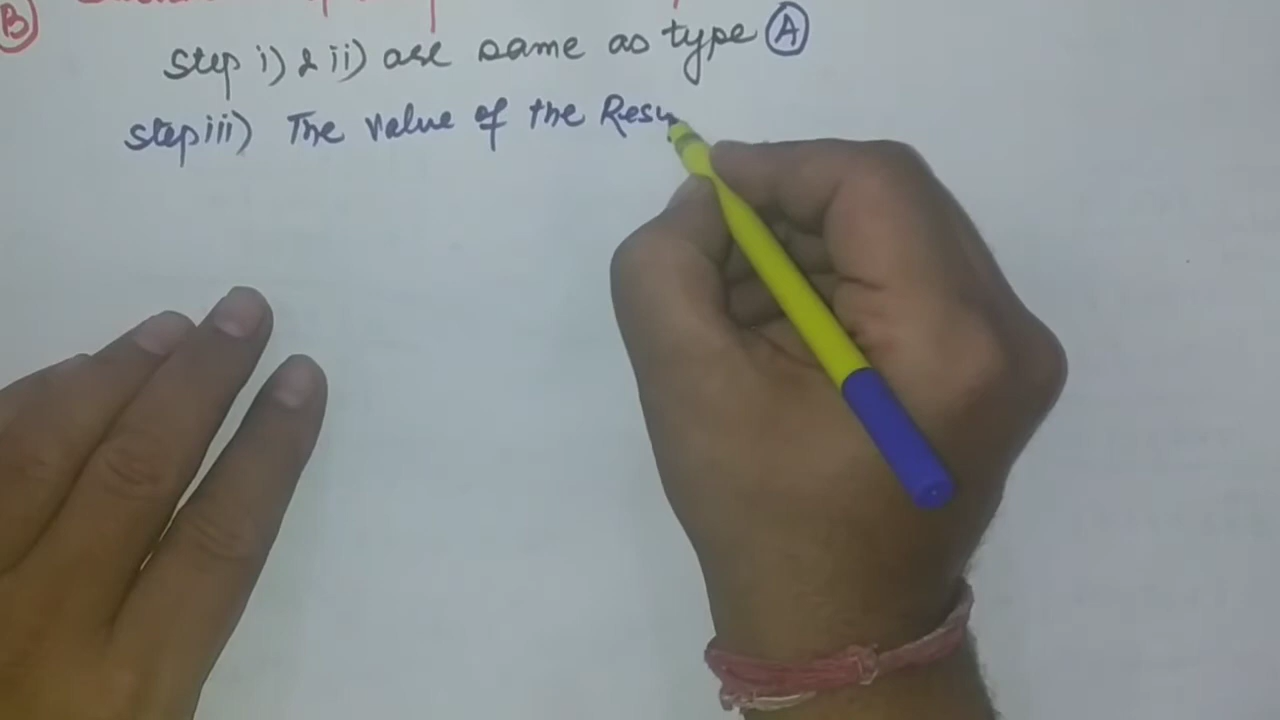 B
step i) & ii) are same as type A
step iii) The value of the Resu